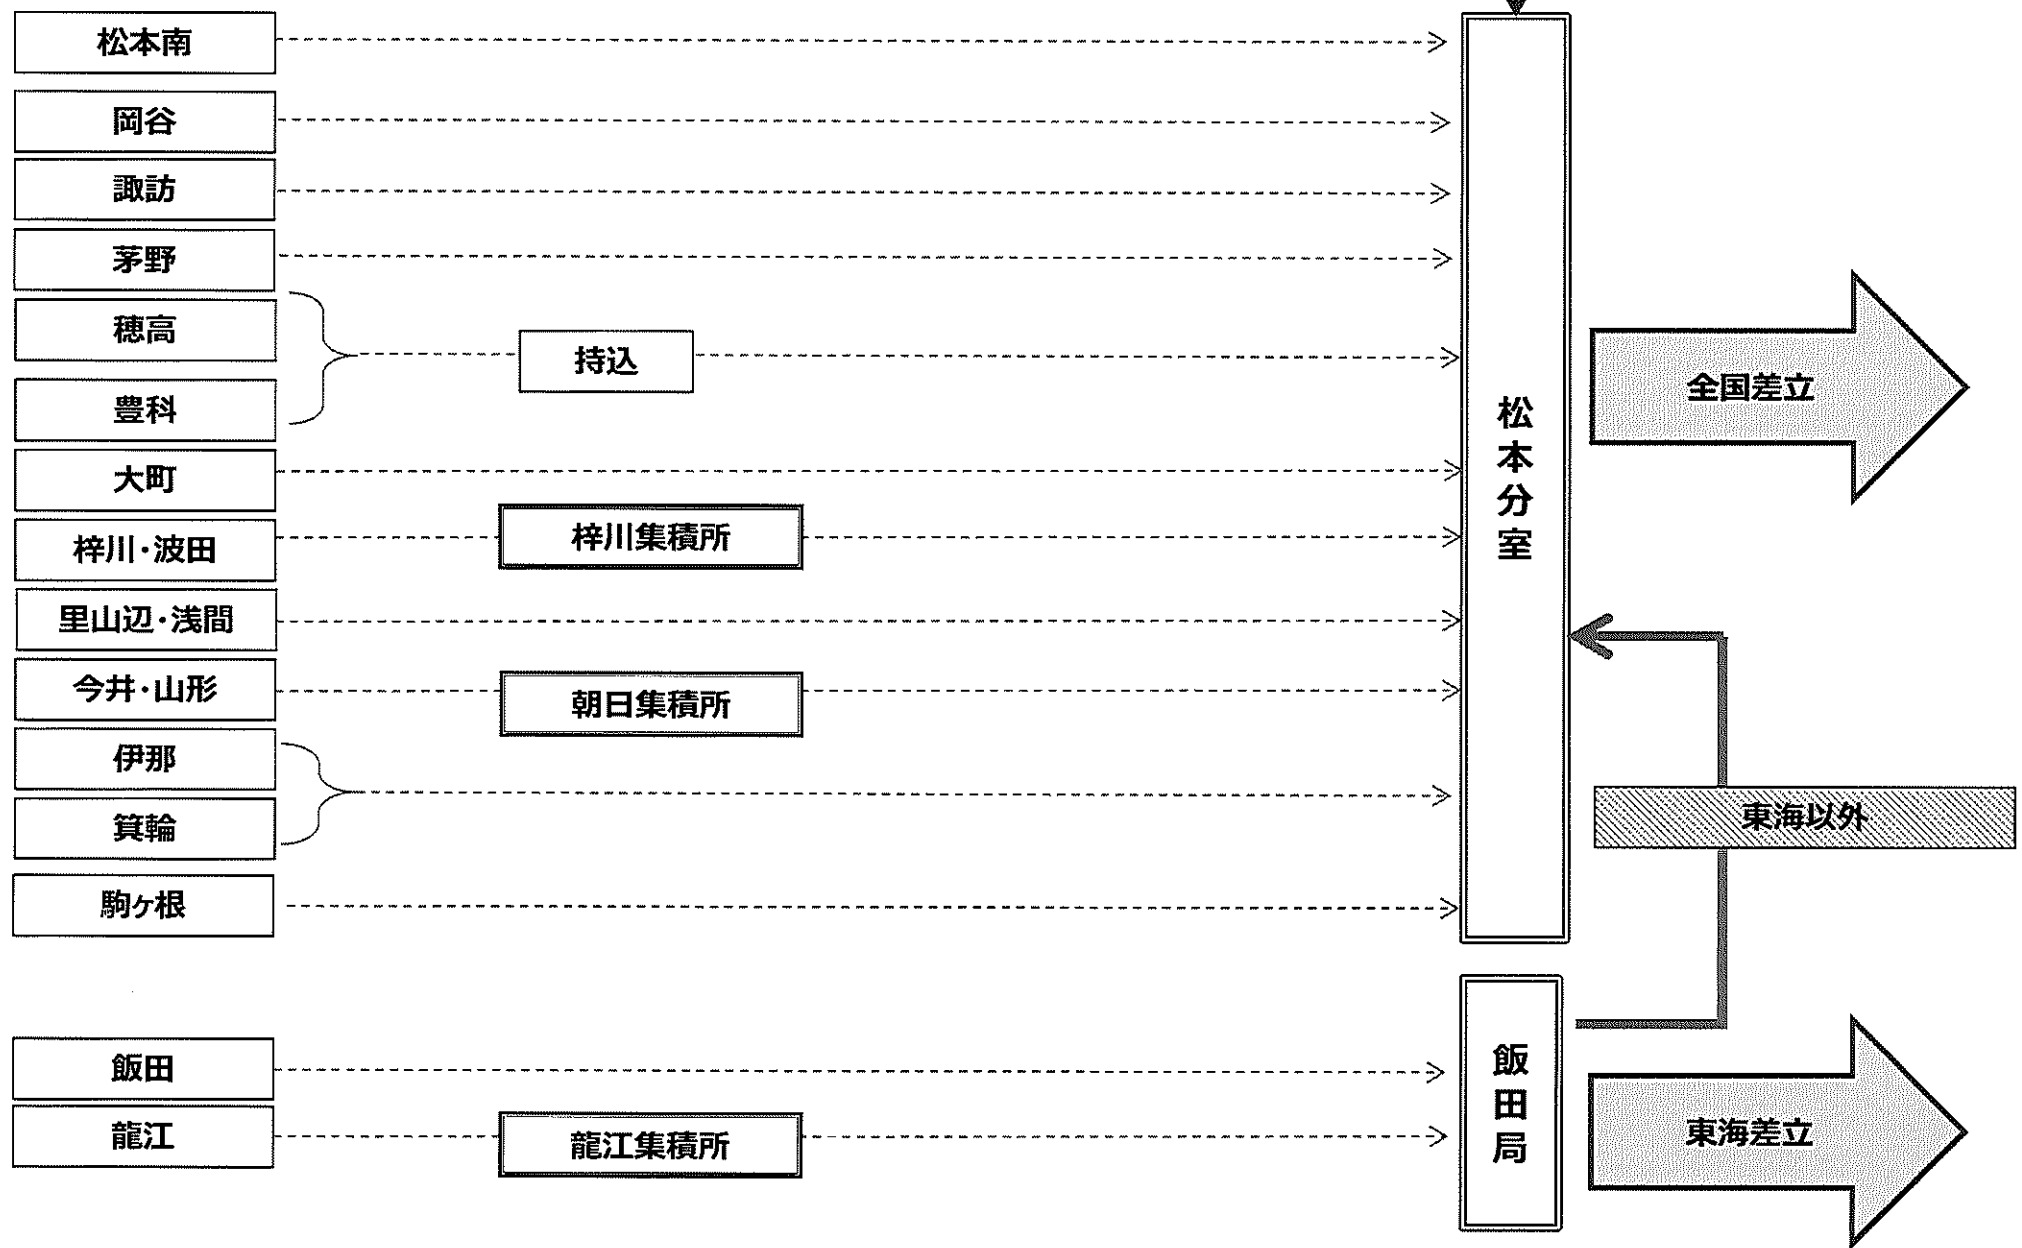 松本南
岡谷
諏訪
茅野
穂高
持込
豊科
大町
梓川・波田
梓川集積所
里山辺・浅間
今井・山形
朝日集積所
伊那
箕輪
駒ヶ根
松本分室
全国差立
東海以外
飯田
龍江
龍江集積所
飯田局
東海差立